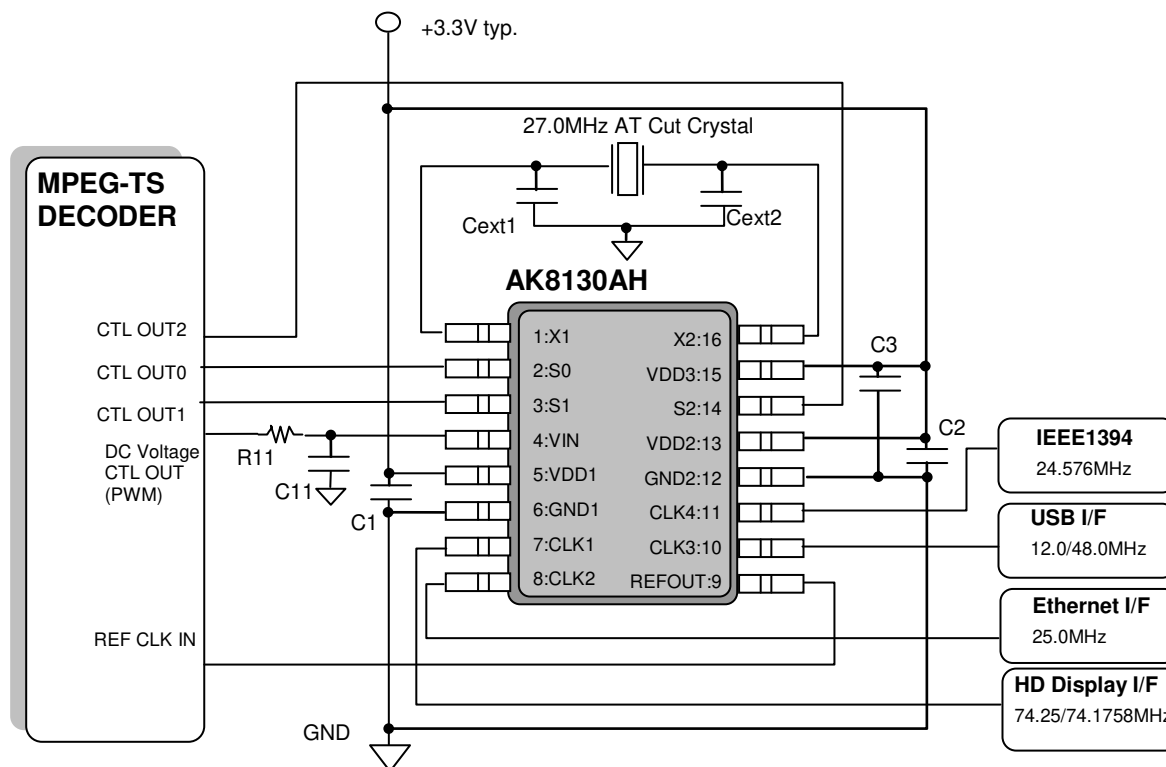 +3.3V typ.
27.0MHz AT Cut Crystal
MPEG-TS
DECODER
Cext1
Cext2
AK8130AH
CTL OUT2
CTL OUT0
CTL OUT1
DC Voltage
CTL OUT
(PWM)
REF CLK IN
R11
C11
C1
1:X1
2:S0
3:S1
4:VIN
5:VDD1
6:GND1
7:CLK1
8:CLK2
X2:16
VDD3:15
S2:14
VDD2:13
GND2:12
CLK4:11
CLK3:10
REFOUT:9
C3
C2
IEEE1394
24.576MHz
USB I/F
12.0/48.0MHz
Ethernet I/F
25.0MHz
HD Display I/F
74.25/74.1758MHz
GND